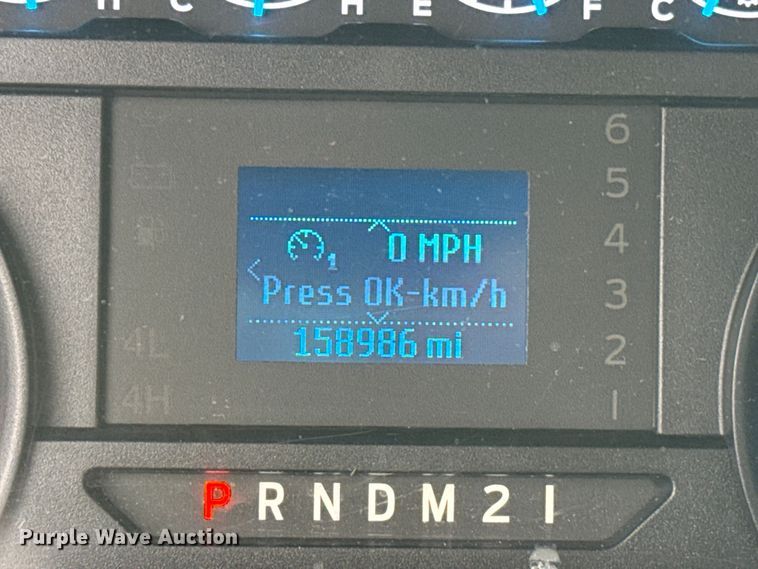 H C H E F C
6
5
0 MPH
4
1
Press OK-km/h
3
158986 mi
4L
2
4H
1
P R N D M 2 1
Purple Wave Auction